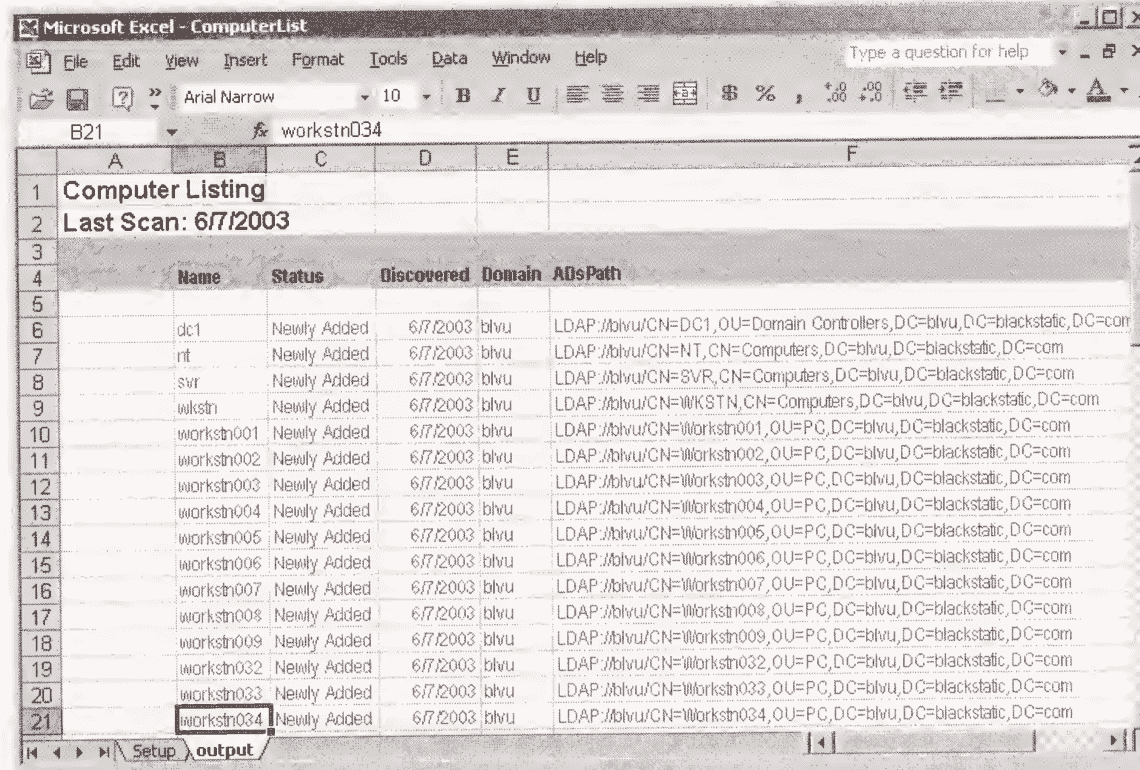 Microsoft Excel - ComputerList
File Edit View Insert Format Tools Data Window Help Type a question for help
Arial Narrow 10 B I U $ % , .00
B21 fx workstn034
A B C D E F
1 Computer Listing
2 Last Scan: 6/7/2003
3
4 Name Status Discovered Domain ADsPath
5
6 dc1 Newly Added 6/7/2003 blvu LDAP://blvu/CN=DC1,OU=Domain Controllers,DC=blvu,DC=blackstatic,DC=com
7 nt Newly Added 6/7/2003 blvu LDAP://blvu/CN=NT,CN=Computers,DC=blvu,DC=blackstatic,DC=com
8 svr Newly Added 6/7/2003 blvu LDAP://blvu/CN=SVR,CN=Computers,DC=blvu,DC=blackstatic,DC=com
9 wkstn Newly Added 6/7/2003 blvu LDAP://blvu/CN=WKSTN,CN=Computers,DC=blvu,DC=blackstatic,DC=com
10 workstn001 Newly Added 6/7/2003 blvu LDAP://blvu/CN=Workstn001,OU=PC,DC=blvu,DC=blackstatic,DC=com
11 workstn002 Newly Added 6/7/2003 blvu LDAP://blvu/CN=Workstn002,OU=PC,DC=blvu,DC=blackstatic,DC=com
12 workstn003 Newly Added 6/7/2003 blvu LDAP://blvu/CN=Workstn003,OU=PC,DC=blvu,DC=blackstatic,DC=com
13 workstn004 Newly Added 6/7/2003 blvu LDAP://blvu/CN=Workstn004,OU=PC,DC=blvu,DC=blackstatic,DC=com
14 workstn005 Newly Added 6/7/2003 blvu LDAP://blvu/CN=Workstn005,OU=PC,DC=blvu,DC=blackstatic,DC=com
15 workstn006 Newly Added 6/7/2003 blvu LDAP://blvu/CN=Workstn006,OU=PC,DC=blvu,DC=blackstatic,DC=com
16 workstn007 Newly Added 6/7/2003 blvu LDAP://blvu/CN=Workstn007,OU=PC,DC=blvu,DC=blackstatic,DC=com
17 workstn008 Newly Added 6/7/2003 blvu LDAP://blvu/CN=Workstn008,OU=PC,DC=blvu,DC=blackstatic,DC=com
18 workstn009 Newly Added 6/7/2003 blvu LDAP://blvu/CN=Workstn009,OU=PC,DC=blvu,DC=blackstatic,DC=com
19 workstn032 Newly Added 6/7/2003 blvu LDAP://blvu/CN=Workstn032,OU=PC,DC=blvu,DC=blackstatic,DC=com
20 workstn033 Newly Added 6/7/2003 blvu LDAP://blvu/CN=Workstn033,OU=PC,DC=blvu,DC=blackstatic,DC=com
21 workstn034 Newly Added 6/7/2003 blvu LDAP://blvu/CN=Workstn034,OU=PC,DC=blvu,DC=blackstatic,DC=com
Setup output